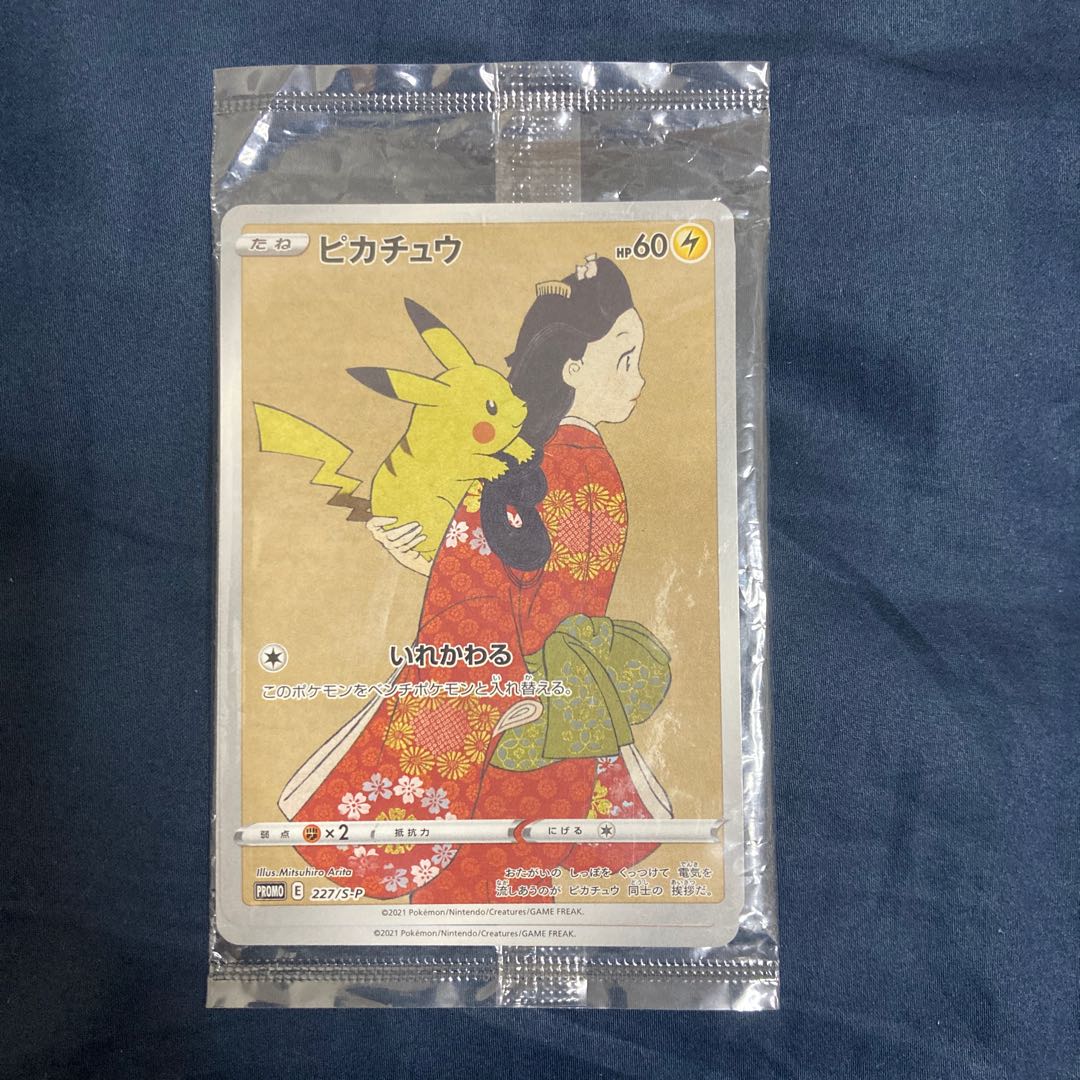 たね ピカチュウ HP60
いれかわる
このポケモンをベンチポケモンと入れ替える。
弱点 ×2 抵抗力 にげる
Illus.Mitsuhiro Arita
おたがいの しっぽを くっつけて 電気を
流しあうのが ピカチュウ 同士の 挨拶だ。
PROMO E 227/S-P
©2021 Pokémon/Nintendo/Creatures/GAME FREAK.
©2021 Pokémon/Nintendo/Creatures/GAME FREAK.